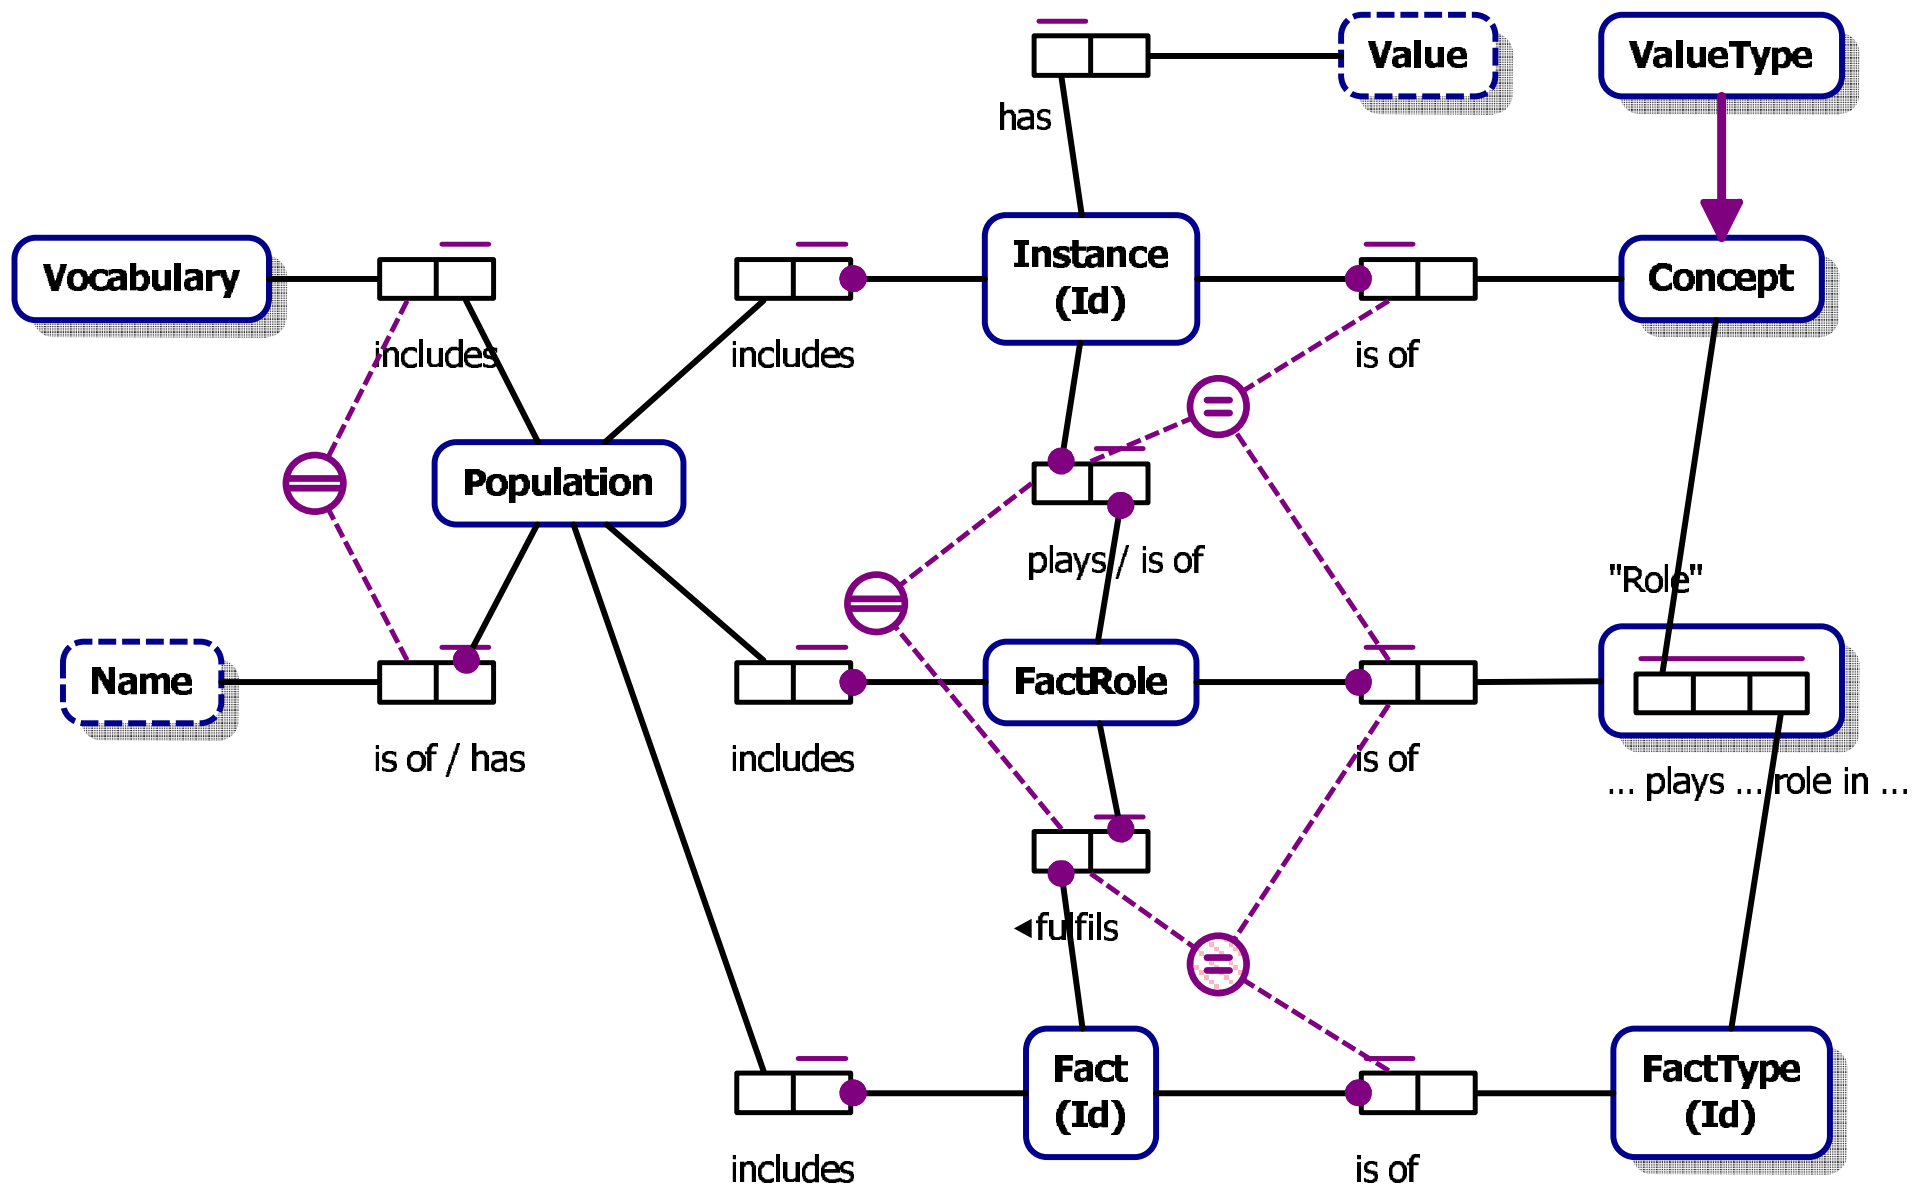 Value
ValueType
has
Vocabulary
Instance
(Id)
Concept
includes
includes
is of
Population
plays / is of
"Role"
Name
FactRole
is of / has
includes
is of
... plays ... role in ...
◄fulfils
Fact
(Id)
FactType
(Id)
includes
is of